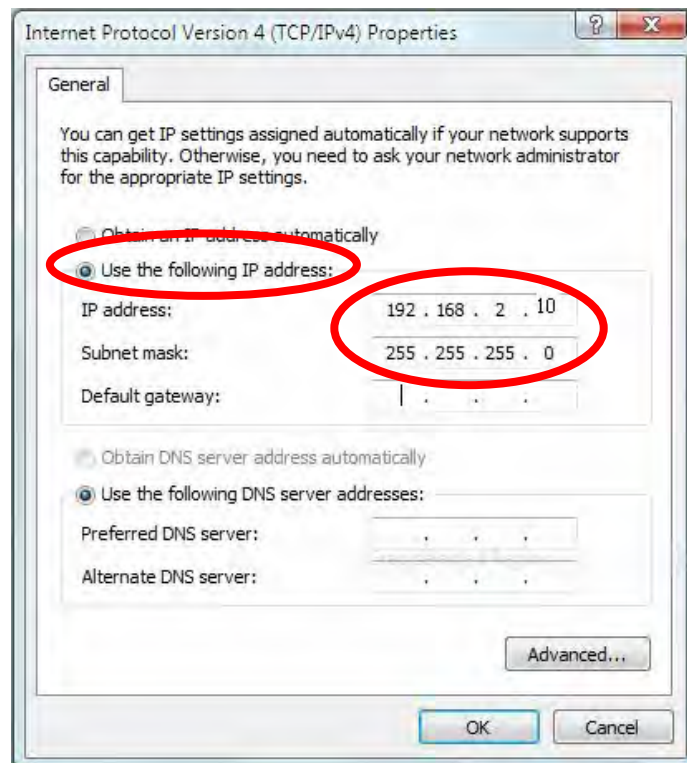 Internet Protocol Version 4 (TCP/IPv4) Properties
General
You can get IP settings assigned automatically if your network supports
this capability. Otherwise, you need to ask your network administrator
for the appropriate IP settings.
Obtain an IP address automatically
Use the following IP address:
IP address: 192 . 168 . 2 . 10
Subnet mask: 255 . 255 . 255 . 0
Default gateway: . . .
Obtain DNS server address automatically
Use the following DNS server addresses:
Preferred DNS server: . . .
Alternate DNS server: . . .
Advanced...
OK Cancel